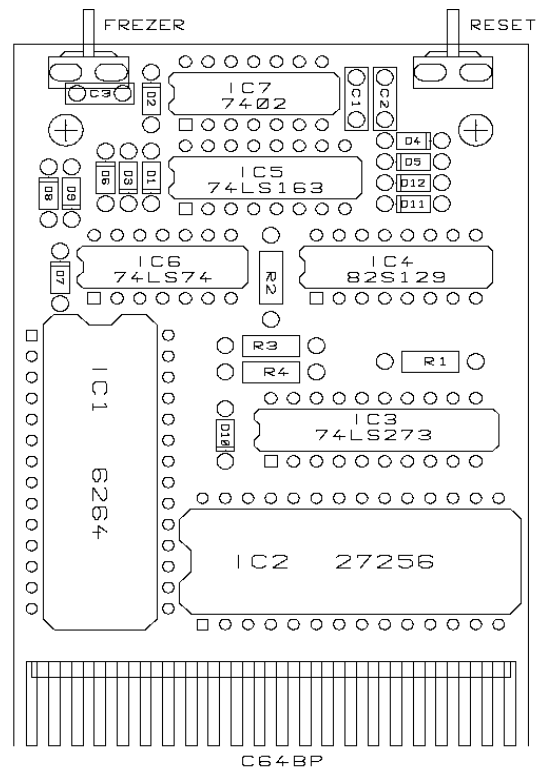 FREZER
RESET
IC7
7402
C3
D2
C1
C2
D4
IC5
74LS163
D5
D6
D3
D1
D12
D8
D9
D11
IC6
74LS74
R2
IC4
82S129
D7
R3
R1
R4
IC1 6264
IC3
74LS273
D10
IC2 27256
C64BP